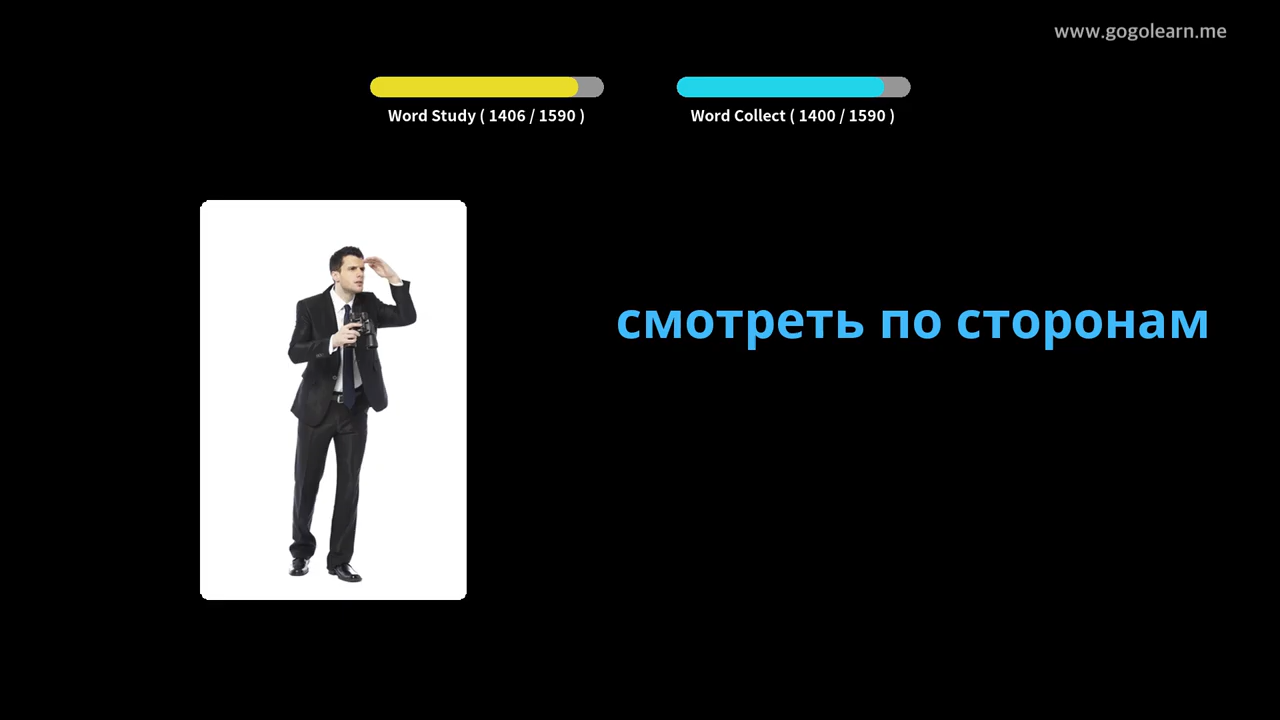 www.gogolearn.me
Word Study ( 1406 / 1590 )
Word Collect ( 1400 / 1590 )
смотреть по сторонам